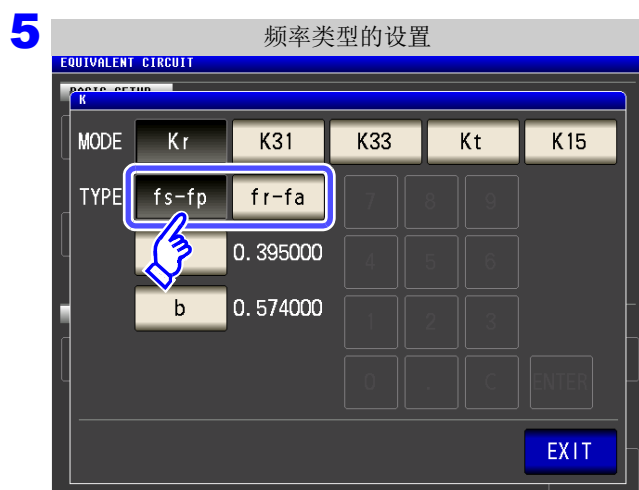 5
频率类型的设置
EQUIVALENT CIRCUIT
BASIC SETUP
K
MODE Kr K31 K33 Kt K15
TYPE fs-fp fr-fa 7 8 9
0.395000 4 5 6
b 0.574000 1 2 3
0 . C ENTER
EXIT